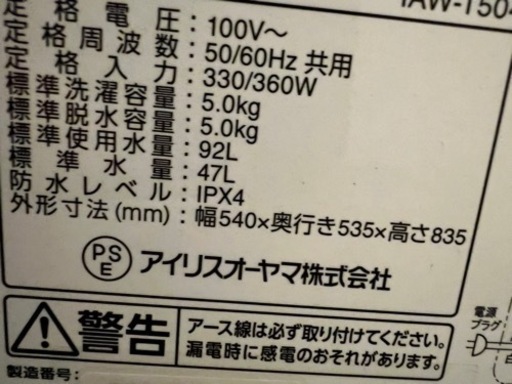 IAW-T504
定格電圧：100V～
定格周波数：50/60Hz 共用
定格入力：330/360W
標準洗濯容量：5.0kg
標準脱水容量：5.0kg
標準使用水量：92L
標準水量：47L
防水レベル：IPX4
外形寸法(mm)：幅540×奥行き535×高さ835
PSE アイリスオーヤマ株式会社
警告
アース線は必ず取り付けてください。
漏電時に感電のおそれがあります。
電源
プラグ
製造番号：